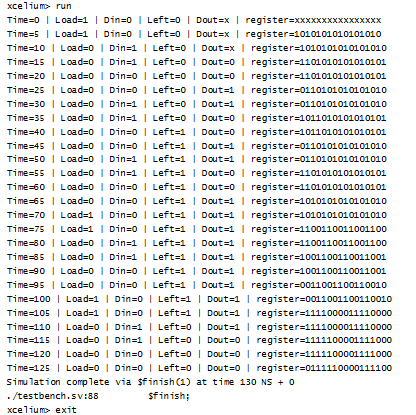 xcelium> run
Time=0 | Load=1 | Din=0 | Left=0 | Dout=x | register=xxxxxxxxxxxxxxxx
Time=5 | Load=1 | Din=0 | Left=0 | Dout=x | register=1010101010101010
Time=10 | Load=0 | Din=1 | Left=0 | Dout=x | register=1010101010101010
Time=15 | Load=0 | Din=1 | Left=0 | Dout=0 | register=1101010101010101
Time=20 | Load=0 | Din=0 | Left=0 | Dout=0 | register=1101010101010101
Time=25 | Load=0 | Din=0 | Left=0 | Dout=1 | register=0110101010101010
Time=30 | Load=0 | Din=1 | Left=0 | Dout=1 | register=0110101010101010
Time=35 | Load=0 | Din=1 | Left=0 | Dout=0 | register=1011010101010101
Time=40 | Load=0 | Din=0 | Left=1 | Dout=0 | register=1011010101010101
Time=45 | Load=0 | Din=0 | Left=1 | Dout=1 | register=0110101010101010
Time=50 | Load=0 | Din=1 | Left=1 | Dout=1 | register=0110101010101010
Time=55 | Load=0 | Din=1 | Left=1 | Dout=0 | register=1101010101010101
Time=60 | Load=0 | Din=0 | Left=1 | Dout=0 | register=1101010101010101
Time=65 | Load=0 | Din=0 | Left=1 | Dout=1 | register=1010101010101010
Time=70 | Load=1 | Din=0 | Left=1 | Dout=1 | register=1010101010101010
Time=75 | Load=1 | Din=0 | Left=1 | Dout=1 | register=1100110011001100
Time=80 | Load=0 | Din=1 | Left=1 | Dout=1 | register=1100110011001100
Time=85 | Load=0 | Din=1 | Left=1 | Dout=1 | register=1001100110011001
Time=90 | Load=0 | Din=0 | Left=1 | Dout=1 | register=1001100110011001
Time=95 | Load=0 | Din=0 | Left=1 | Dout=1 | register=0011001100110010
Time=100 | Load=1 | Din=0 | Left=1 | Dout=1 | register=0011001100110010
Time=105 | Load=1 | Din=0 | Left=1 | Dout=1 | register=1111000011110000
Time=110 | Load=0 | Din=1 | Left=0 | Dout=1 | register=1111000011110000
Time=115 | Load=0 | Din=1 | Left=0 | Dout=0 | register=1111100001111000
Time=120 | Load=0 | Din=0 | Left=0 | Dout=0 | register=1111100001111000
Time=125 | Load=0 | Din=0 | Left=0 | Dout=0 | register=0111110000111100
Simulation complete via $finish(1) at time 130 NS + 0
./testbench.sv:88 $finish;
xcelium> exit